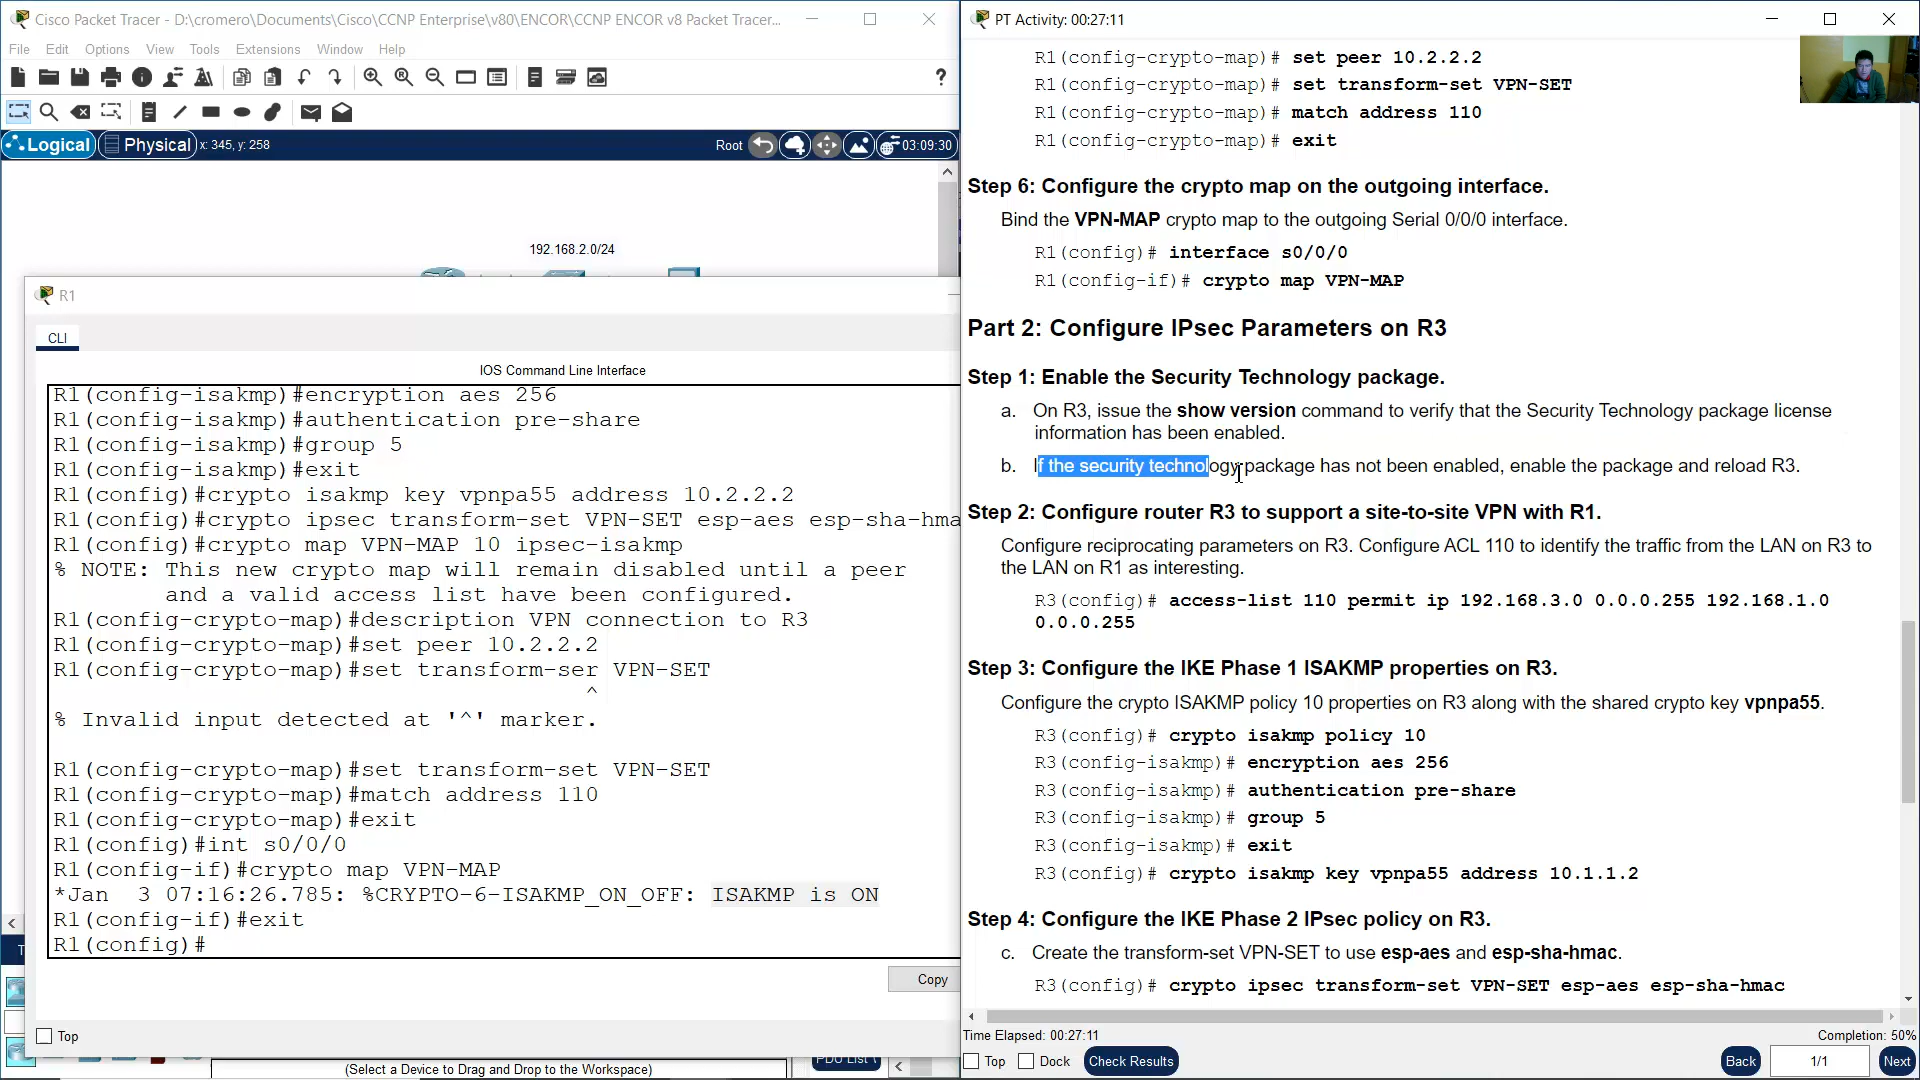 Cisco Packet Tracer - D:\cromero\Documents\Cisco\CCNP Enterprise\v80\ENCOR\CCNP ENCOR v8 Packet Tracer...
File Edit Options View Tools Extensions Window Help
?
Logical Physical x: 345, y: 258 Root 03:09:30
192.168.2.0/24
R1
CLI
IOS Command Line Interface
R1(config-isakmp)#encryption aes 256
R1(config-isakmp)#authentication pre-share
R1(config-isakmp)#group 5
R1(config-isakmp)#exit
R1(config)#crypto isakmp key vpnpa55 address 10.2.2.2
R1(config)#crypto ipsec transform-set VPN-SET esp-aes esp-sha-hma
R1(config)#crypto map VPN-MAP 10 ipsec-isakmp
% NOTE: This new crypto map will remain disabled until a peer
and a valid access list have been configured.
R1(config-crypto-map)#description VPN connection to R3
R1(config-crypto-map)#set peer 10.2.2.2
R1(config-crypto-map)#set transform-ser VPN-SET
^
% Invalid input detected at '^' marker.
R1(config-crypto-map)#set transform-set VPN-SET
R1(config-crypto-map)#match address 110
R1(config-crypto-map)#exit
R1(config)#int s0/0/0
R1(config-if)#crypto map VPN-MAP
*Jan  3 07:16:26.785: %CRYPTO-6-ISAKMP_ON_OFF: ISAKMP is ON
R1(config-if)#exit
R1(config)#
Copy
Top
(Select a Device to Drag and Drop to the Workspace)
PT Activity: 00:27:11
R1(config-crypto-map)# set peer 10.2.2.2
R1(config-crypto-map)# set transform-set VPN-SET
R1(config-crypto-map)# match address 110
R1(config-crypto-map)# exit
Step 6: Configure the crypto map on the outgoing interface.
Bind the VPN-MAP crypto map to the outgoing Serial 0/0/0 interface.
R1(config)# interface s0/0/0
R1(config-if)# crypto map VPN-MAP
Part 2: Configure IPsec Parameters on R3
Step 1: Enable the Security Technology package.
a. On R3, issue the show version command to verify that the Security Technology package license
information has been enabled.
b. If the security technology package has not been enabled, enable the package and reload R3.
Step 2: Configure router R3 to support a site-to-site VPN with R1.
Configure reciprocating parameters on R3. Configure ACL 110 to identify the traffic from the LAN on R3 to
the LAN on R1 as interesting.
R3(config)# access-list 110 permit ip 192.168.3.0 0.0.0.255 192.168.1.0
0.0.0.255
Step 3: Configure the IKE Phase 1 ISAKMP properties on R3.
Configure the crypto ISAKMP policy 10 properties on R3 along with the shared crypto key vpnpa55.
R3(config)# crypto isakmp policy 10
R3(config-isakmp)# encryption aes 256
R3(config-isakmp)# authentication pre-share
R3(config-isakmp)# group 5
R3(config-isakmp)# exit
R3(config)# crypto isakmp key vpnpa55 address 10.1.1.2
Step 4: Configure the IKE Phase 2 IPsec policy on R3.
c. Create the transform-set VPN-SET to use esp-aes and esp-sha-hmac.
R3(config)# crypto ipsec transform-set VPN-SET esp-aes esp-sha-hmac
Time Elapsed: 00:27:11 Completion: 50%
Top Dock Check Results Back 1/1 Next